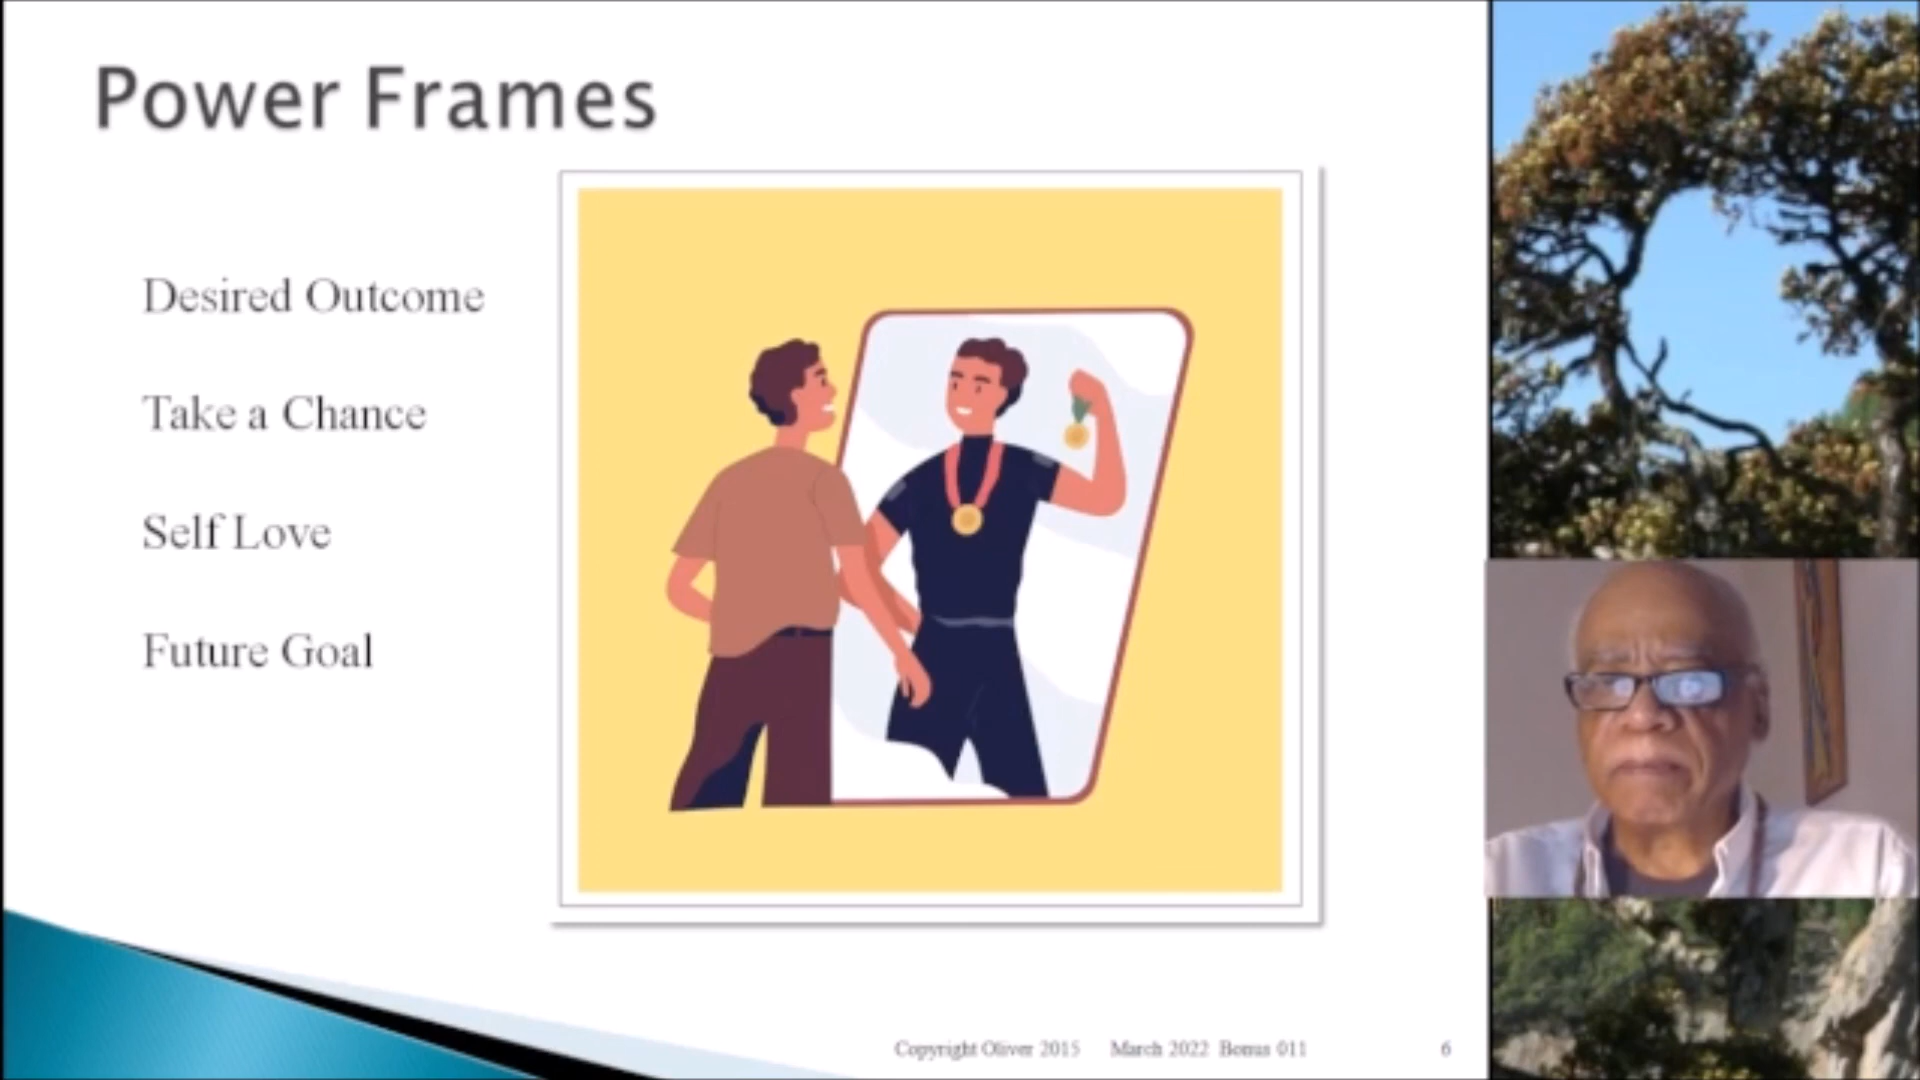 Power Frames
Desired Outcome
Take a Chance
Self Love
Future Goal
Copyright Oliver 2015 March 2022 Bonus 011 6